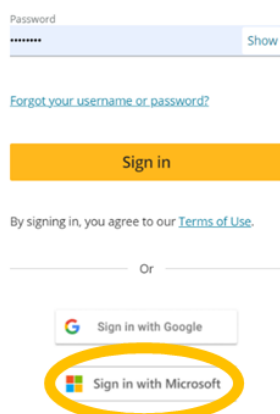 Password
••••••••
Show
Forgot your username or password?
Sign in
By signing in, you agree to our Terms of Use.
Or
Sign in with Google
Sign in with Microsoft